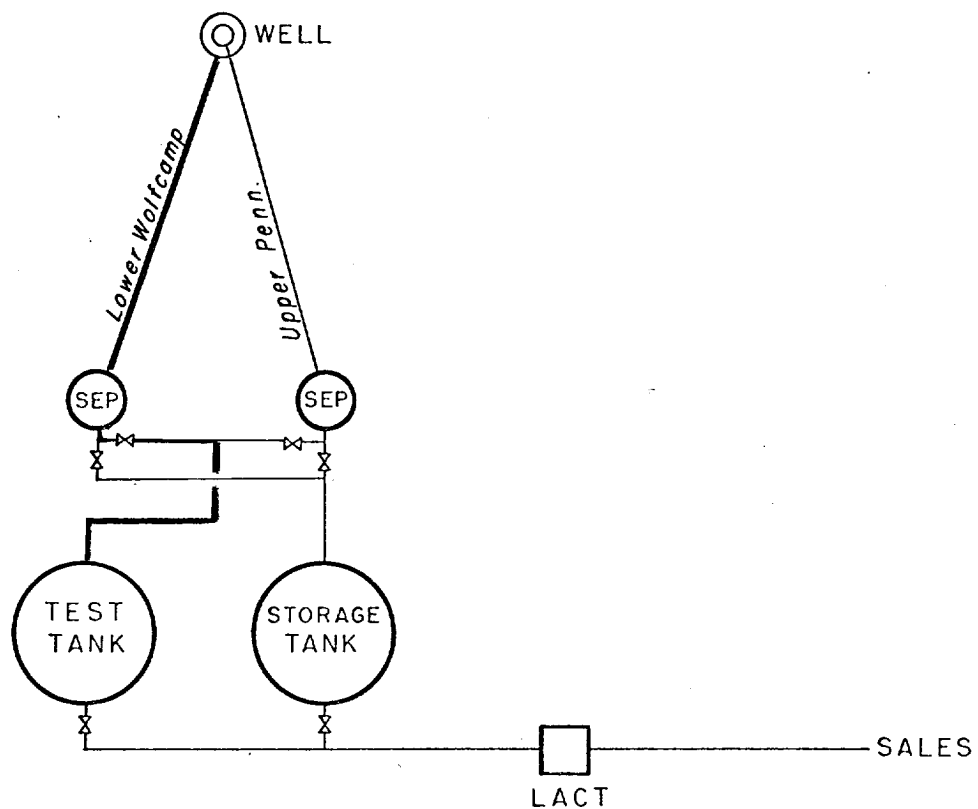 WELL
Lower Wolfcamp
Upper Penn.
SEP
SEP
TEST
TANK
STORAGE
TANK
SALES
LACT